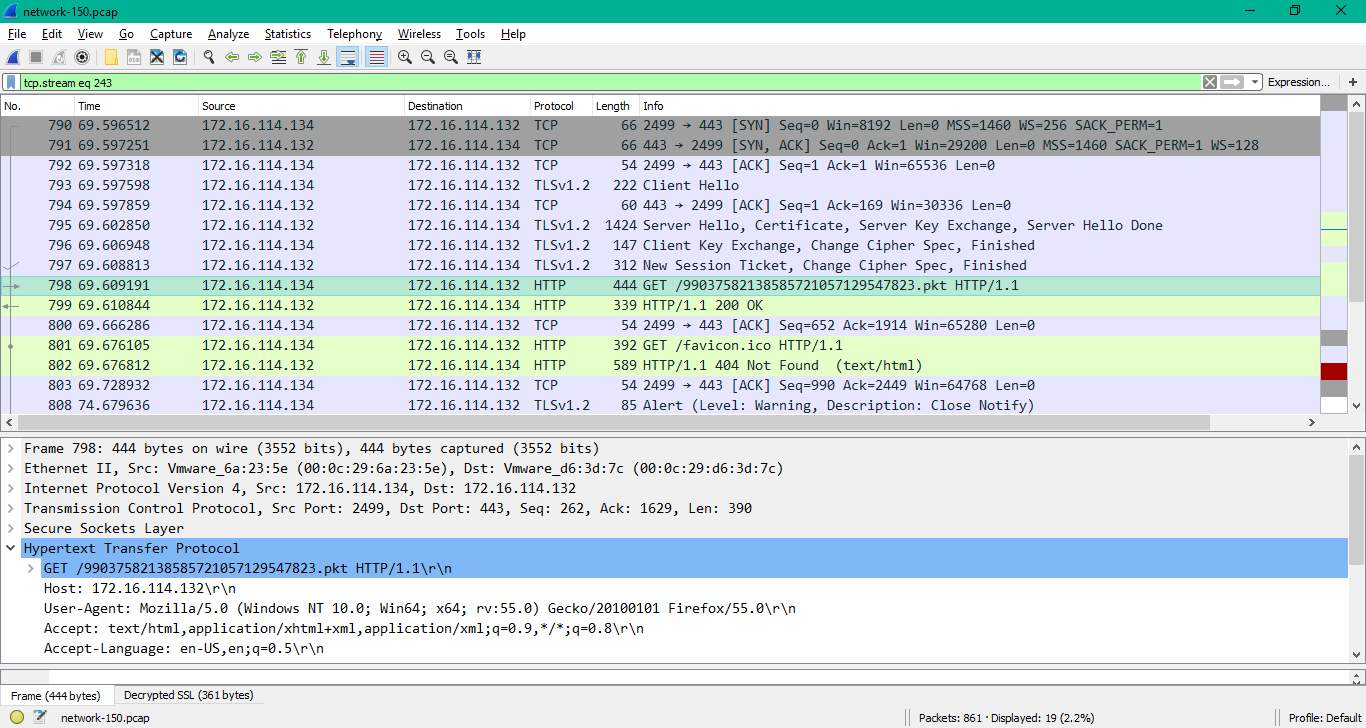 network-150.pcap
File Edit View Go Capture Analyze Statistics Telephony Wireless Tools Help
tcp.stream eq 243 Expression... +
No. Time Source Destination Protocol Length Info
790 69.596512 172.16.114.134 172.16.114.132 TCP 66 2499 → 443 [SYN] Seq=0 Win=8192 Len=0 MSS=1460 WS=256 SACK_PERM=1
791 69.597251 172.16.114.132 172.16.114.134 TCP 66 443 → 2499 [SYN, ACK] Seq=0 Ack=1 Win=29200 Len=0 MSS=1460 SACK_PERM=1 WS=128
792 69.597318 172.16.114.134 172.16.114.132 TCP 54 2499 → 443 [ACK] Seq=1 Ack=1 Win=65536 Len=0
793 69.597598 172.16.114.134 172.16.114.132 TLSv1.2 222 Client Hello
794 69.597859 172.16.114.132 172.16.114.134 TCP 60 443 → 2499 [ACK] Seq=1 Ack=169 Win=30336 Len=0
795 69.602850 172.16.114.132 172.16.114.134 TLSv1.2 1424 Server Hello, Certificate, Server Key Exchange, Server Hello Done
796 69.606948 172.16.114.134 172.16.114.132 TLSv1.2 147 Client Key Exchange, Change Cipher Spec, Finished
797 69.608813 172.16.114.132 172.16.114.134 TLSv1.2 312 New Session Ticket, Change Cipher Spec, Finished
798 69.609191 172.16.114.134 172.16.114.132 HTTP 444 GET /99037582138585721057129547823.pkt HTTP/1.1
799 69.610844 172.16.114.132 172.16.114.134 HTTP 339 HTTP/1.1 200 OK
800 69.666286 172.16.114.134 172.16.114.132 TCP 54 2499 → 443 [ACK] Seq=652 Ack=1914 Win=65280 Len=0
801 69.676105 172.16.114.134 172.16.114.132 HTTP 392 GET /favicon.ico HTTP/1.1
802 69.676812 172.16.114.132 172.16.114.134 HTTP 589 HTTP/1.1 404 Not Found (text/html)
803 69.728932 172.16.114.134 172.16.114.132 TCP 54 2499 → 443 [ACK] Seq=990 Ack=2449 Win=64768 Len=0
808 74.679636 172.16.114.132 172.16.114.134 TLSv1.2 85 Alert (Level: Warning, Description: Close Notify)
Frame 798: 444 bytes on wire (3552 bits), 444 bytes captured (3552 bits)
Ethernet II, Src: Vmware_6a:23:5e (00:0c:29:6a:23:5e), Dst: Vmware_d6:3d:7c (00:0c:29:d6:3d:7c)
Internet Protocol Version 4, Src: 172.16.114.134, Dst: 172.16.114.132
Transmission Control Protocol, Src Port: 2499, Dst Port: 443, Seq: 262, Ack: 1629, Len: 390
Secure Sockets Layer
Hypertext Transfer Protocol
GET /99037582138585721057129547823.pkt HTTP/1.1\r\n
Host: 172.16.114.132\r\n
User-Agent: Mozilla/5.0 (Windows NT 10.0; Win64; x64; rv:55.0) Gecko/20100101 Firefox/55.0\r\n
Accept: text/html,application/xhtml+xml,application/xml;q=0.9,*/*;q=0.8\r\n
Accept-Language: en-US,en;q=0.5\r\n
Frame (444 bytes) Decrypted SSL (361 bytes)
network-150.pcap Packets: 861 · Displayed: 19 (2.2%) Profile: Default